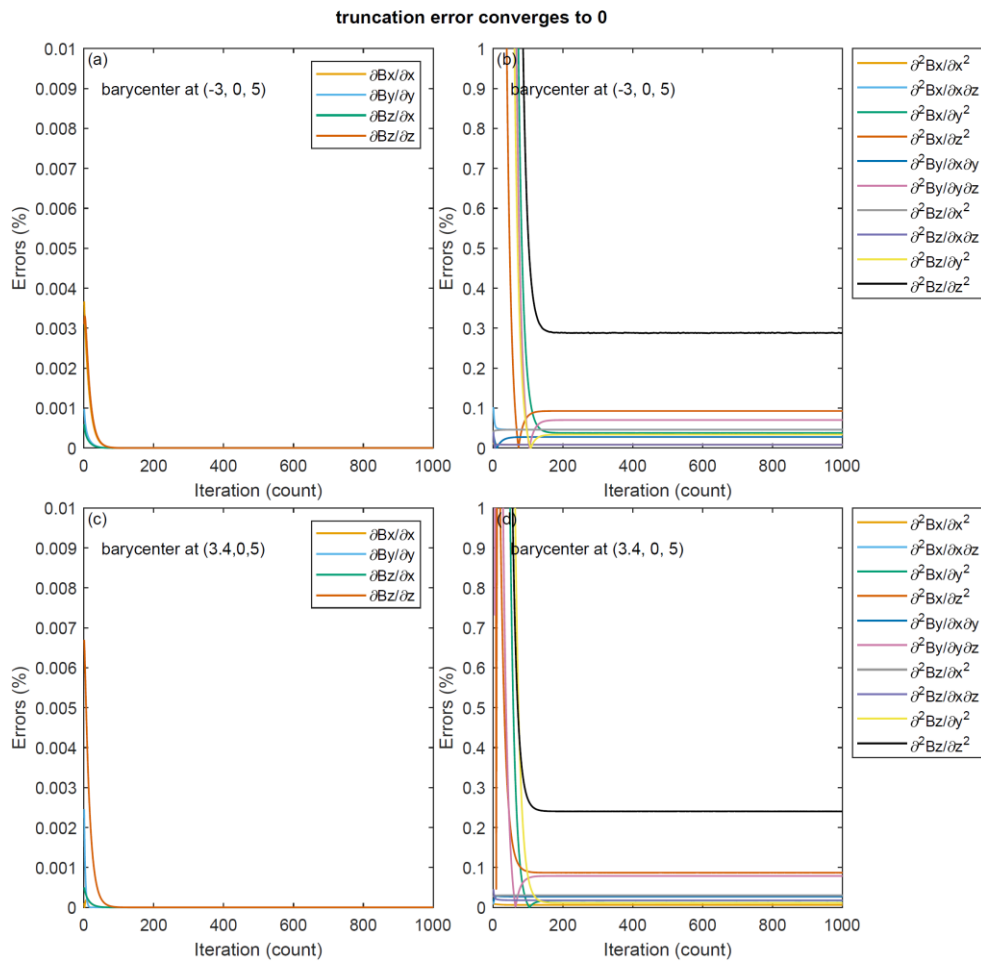 truncation error converges to 0
(a)
barycenter at (-3, 0, 5)
∂Bx/∂x
∂By/∂y
∂Bz/∂x
∂Bz/∂z
Errors (%)
0.01
0.009
0.008
0.007
0.006
0.005
0.004
0.003
0.002
0.001
0
0 200 400 600 800 1000
Iteration (count)
(b)
barycenter at (-3, 0, 5)
Errors (%)
1
0.9
0.8
0.7
0.6
0.5
0.4
0.3
0.2
0.1
0
0 200 400 600 800 1000
Iteration (count)
∂²Bx/∂x²
∂²Bx/∂x∂z
∂²Bx/∂y²
∂²Bx/∂z²
∂²By/∂x∂y
∂²By/∂y∂z
∂²Bz/∂x²
∂²Bz/∂x∂z
∂²Bz/∂y²
∂²Bz/∂z²
(c)
barycenter at (3.4,0,5)
∂Bx/∂x
∂By/∂y
∂Bz/∂x
∂Bz/∂z
Errors (%)
0.01
0.009
0.008
0.007
0.006
0.005
0.004
0.003
0.002
0.001
0
0 200 400 600 800 1000
Iteration (count)
(d)
barycenter at (3.4, 0, 5)
Errors (%)
1
0.9
0.8
0.7
0.6
0.5
0.4
0.3
0.2
0.1
0
0 200 400 600 800 1000
Iteration (count)
∂²Bx/∂x²
∂²Bx/∂x∂z
∂²Bx/∂y²
∂²Bx/∂z²
∂²By/∂x∂y
∂²By/∂y∂z
∂²Bz/∂x²
∂²Bz/∂x∂z
∂²Bz/∂y²
∂²Bz/∂z²